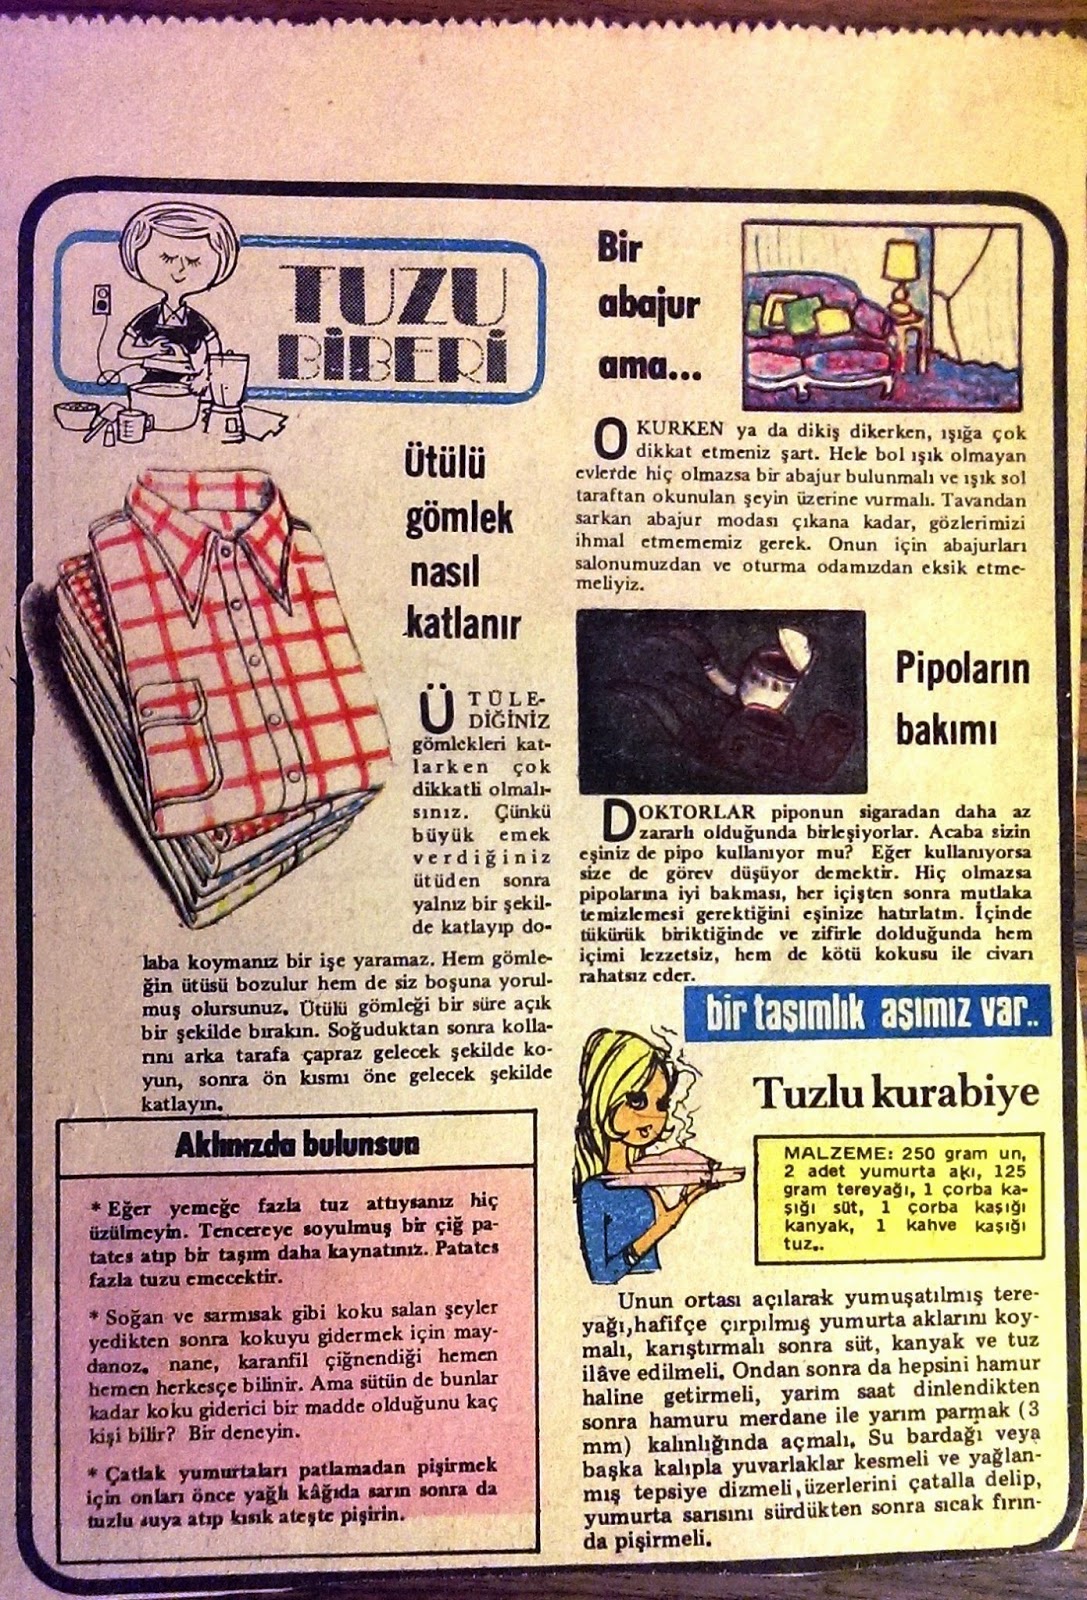 TUZU
BİBERİ
Ütülü
gömlek
nasıl
katlanır
ÜTÜLE-
DİĞİNİZ
gömlekleri kat-
larken çok
dikkatli olmalı-
sınız. Çünkü
büyük emek
verdiğiniz
ütüden sonra
yalnız bir şekil-
de katlayıp do-
laba koymanız bir işe yaramaz. Hem gömle-
ğin ütüsü bozulur hem de siz boşuna yorul-
muş olursunuz. Ütülü gömleği bir süre açık
bir şekilde bırakın. Soğuduktan sonra kolla-
rını arka tarafa çapraz gelecek şekilde ko-
yun, sonra ön kısmı öne gelecek şekilde
katlayın.
Aklınızda bulunsun
* Eğer yemeğe fazla tuz attıysanız hiç
üzülmeyin. Tencereye soyulmuş bir çiğ pa-
tates atıp bir taşım daha kaynatınız. Patates
fazla tuzu emecektir.
* Soğan ve sarmısak gibi koku salan şeyler
yedikten sonra kokuyu gidermek için may-
danoz, nane, karanfil çiğnendiği hemen
hemen herkesçe bilinir. Ama sütün de bunlar
kadar koku giderici bir madde olduğunu kaç
kişi bilir? Bir deneyin.
* Çatlak yumurtaları patlamadan pişirmek
için onları önce yağlı kâğıda sarın sonra da
tuzlu suya atıp kısık ateşte pişirin.
Bir
abajur
ama...
OKURKEN ya da dikiş dikerken, ışığa çok
dikkat etmeniz şart. Hele bol ışık olmayan
evlerde hiç olmazsa bir abajur bulunmalı ve ışık sol
taraftan okunulan şeyin üzerine vurmalı. Tavandan
sarkan abajur modası çıkana kadar, gözlerimizi
ihmal etmememiz gerek. Onun için abajurları
salonumuzdan ve oturma odamızdan eksik etme-
meliyiz.
Pipoların
bakımı
DOKTORLAR piponun sigaradan daha az
zararlı olduğunda birleşiyorlar. Acaba sizin
eşiniz de pipo kullanıyor mu? Eğer kullanıyorsa
size de görev düşüyor demektir. Hiç olmazsa
pipolarına iyi bakması, her içişten sonra mutlaka
temizlemesi gerektiğini eşinize hatırlatın. İçinde
tükürük biriktiğinde ve zifirle dolduğunda hem
içimi lezzetsiz, hem de kötü kokusu ile civarı
rahatsız eder.
bir taşımlık aşımız var..
Tuzlu kurabiye
MALZEME: 250 gram un,
2 adet yumurta akı, 125
gram tereyağı, 1 çorba ka-
şığı süt, 1 çorba kaşığı
kanyak, 1 kahve kaşığı
tuz..
Unun ortası açılarak yumuşatılmış tere-
yağı,hafifçe çırpılmış yumurta aklarını koy-
malı, karıştırmalı sonra süt, kanyak ve tuz
ilâve edilmeli. Ondan sonra da hepsini hamur
haline getirmeli, yarim saat dinlendikten
sonra hamuru merdane ile yarım parmak (3
mm) kalınlığında açmalı. Su bardağı veya
başka kalıpla yuvarlaklar kesmeli ve yağlan-
mış tepsiye dizmeli, üzerlerini çatalla delip,
yumurta sarısını sürdükten sonra sıcak fırın-
da pişirmeli.